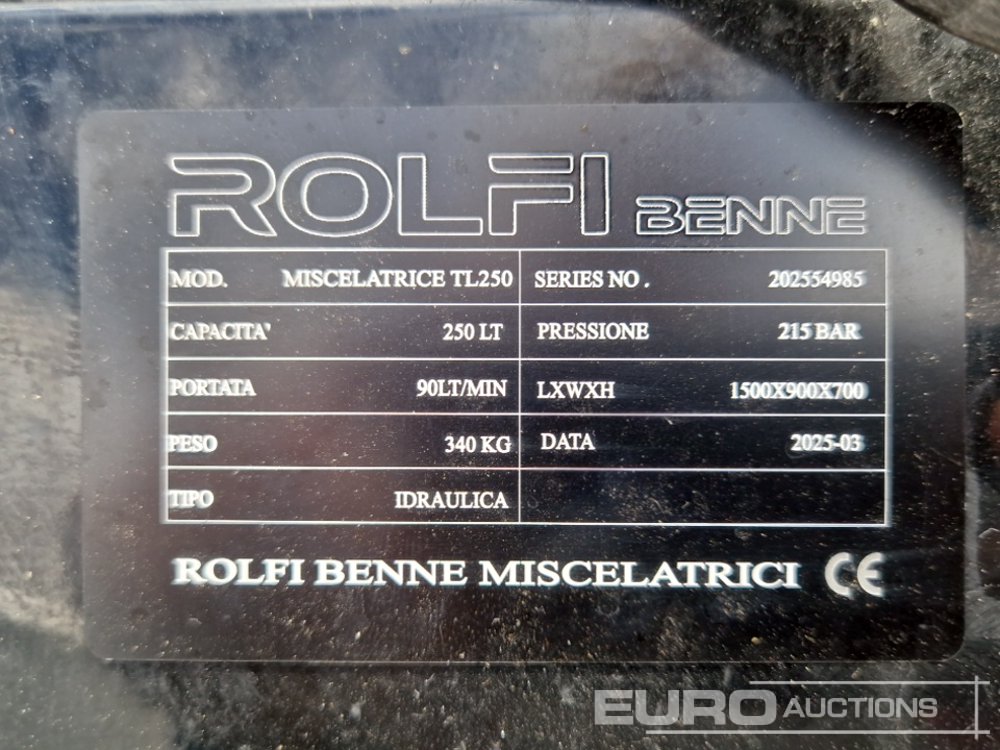 ROLFI BENNE
MOD. MISCELATRICE TL250 SERIES NO. 202554985
CAPACITA' 250 LT PRESSIONE 215 BAR
PORTATA 90LT/MIN LXWXH 1500X900X700
PESO 340 KG DATA 2025-03
TIPO IDRAULICA
ROLFI BENNE MISCELATRICI CE
EURO AUCTIONS